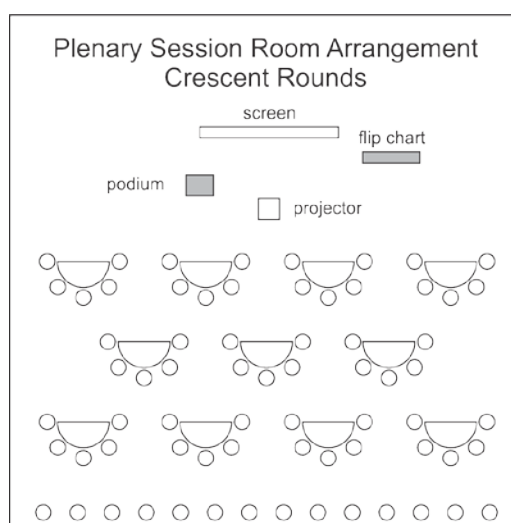 Plenary Session Room Arrangement
Crescent Rounds
screen
flip chart
podium
projector